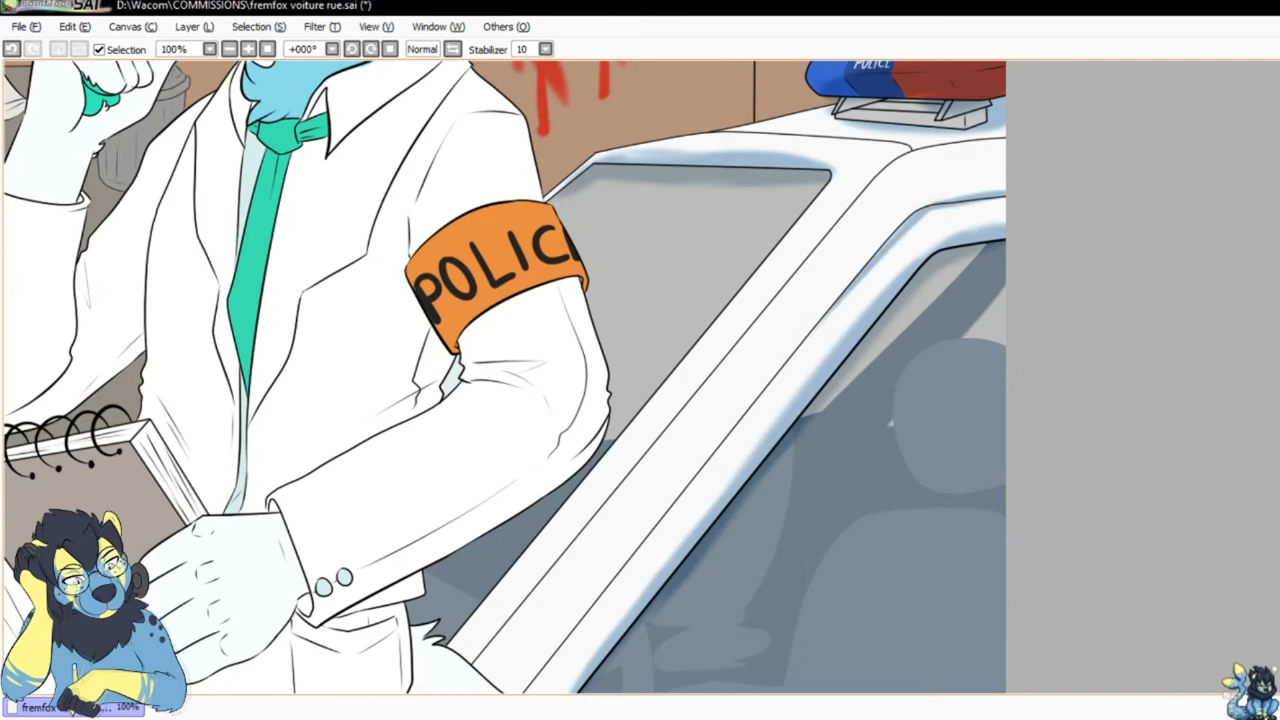 SAI D:\Wacom\COMMISSIONS\fremfox voiture rue.sai (*)
File (F) Edit (E) Canvas (C) Layer (L) Selection (S) Filter (T) View (V) Window (W) Others (O)
Selection 100% +000° Normal Stabilizer 10
POLICE
POLIC
fremfox ... 100%